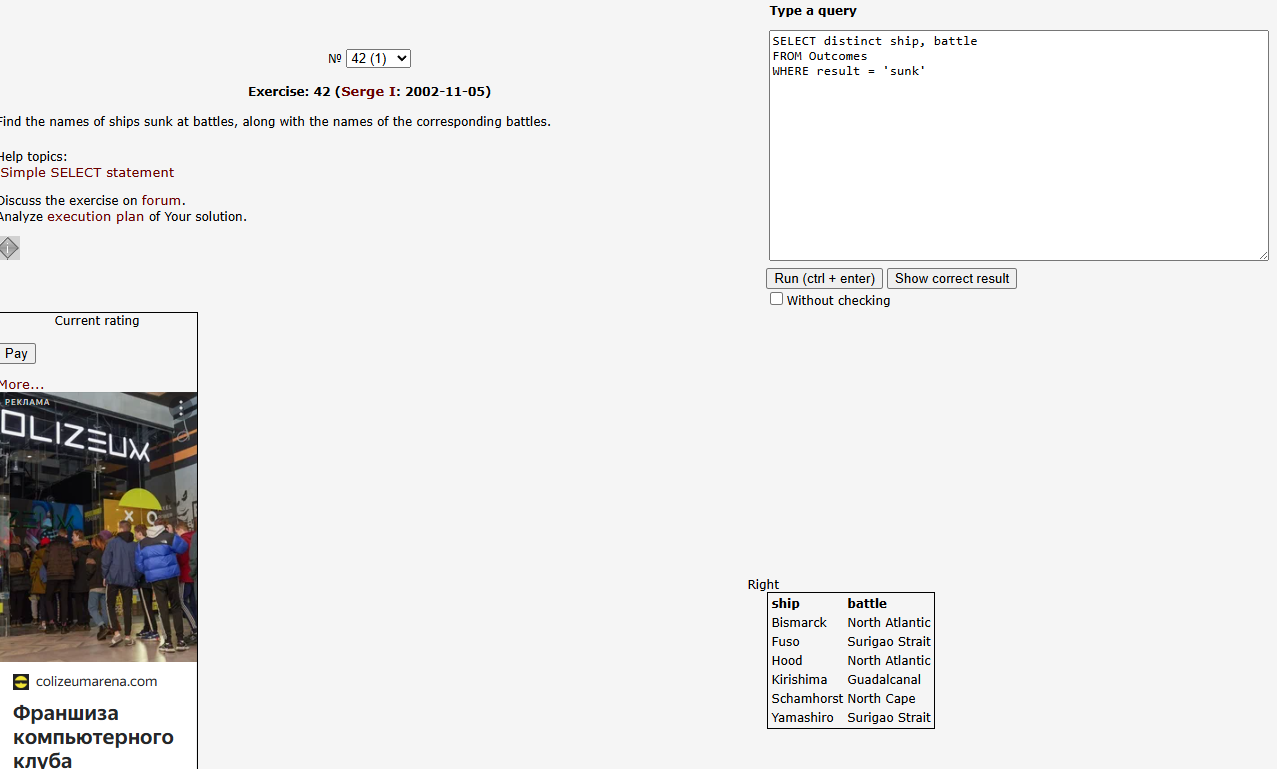 № 42 (1)
Exercise: 42 (Serge I: 2002-11-05)
Find the names of ships sunk at battles, along with the names of the corresponding battles.
Help topics:
Simple SELECT statement
Discuss the exercise on forum.
Analyze execution plan of Your solution.
Current rating
Pay
More...
РЕКЛАМА
OLIZEUM
colizeumarena.com
Франшиза
компьютерного
клуба
Type a query
SELECT distinct ship, battle
FROM Outcomes
WHERE result = 'sunk'
Run (ctrl + enter) Show correct result
Without checking
Right
ship battle
Bismarck North Atlantic
Fuso Surigao Strait
Hood North Atlantic
Kirishima Guadalcanal
Schamhorst North Cape
Yamashiro Surigao Strait